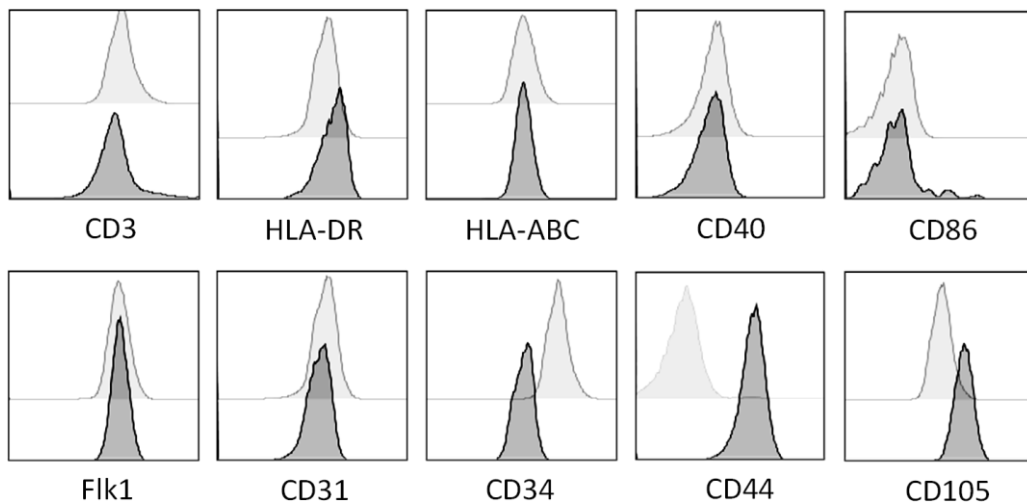 CD3 HLA-DR HLA-ABC CD40 CD86
Flk1 CD31 CD34 CD44 CD105